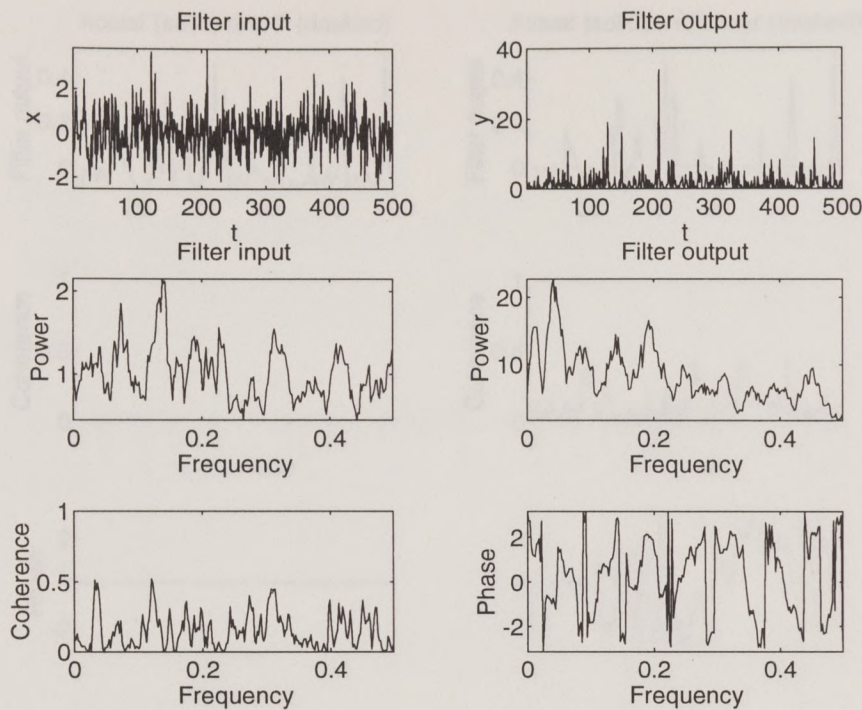 Filter input
Filter output
x
2
0
-2
100 200 300 400 500
t
y
40
20
0
0 100 200 300 400 500
t
Filter input
Filter output
Power
2
1
0 0.2 0.4
Frequency
Power
20
10
0 0.2 0.4
Frequency
Coherence
1
0.5
0
0 0.2 0.4
Frequency
Phase
2
0
-2
0 0.2 0.4
Frequency